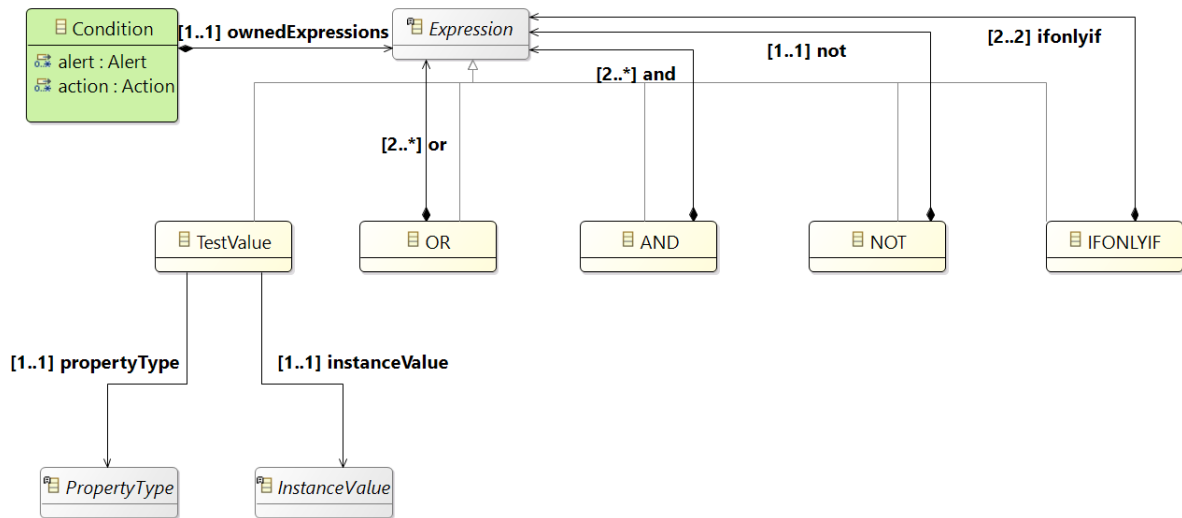 Condition
[1..1] ownedExpressions
Expression
[2..2] ifonlyif
[1..1] not
alert : Alert
[2..*] and
action : Action
[2..*] or
TestValue
OR
AND
NOT
IFONLYIF
[1..1] propertyType
[1..1] instanceValue
PropertyType
InstanceValue